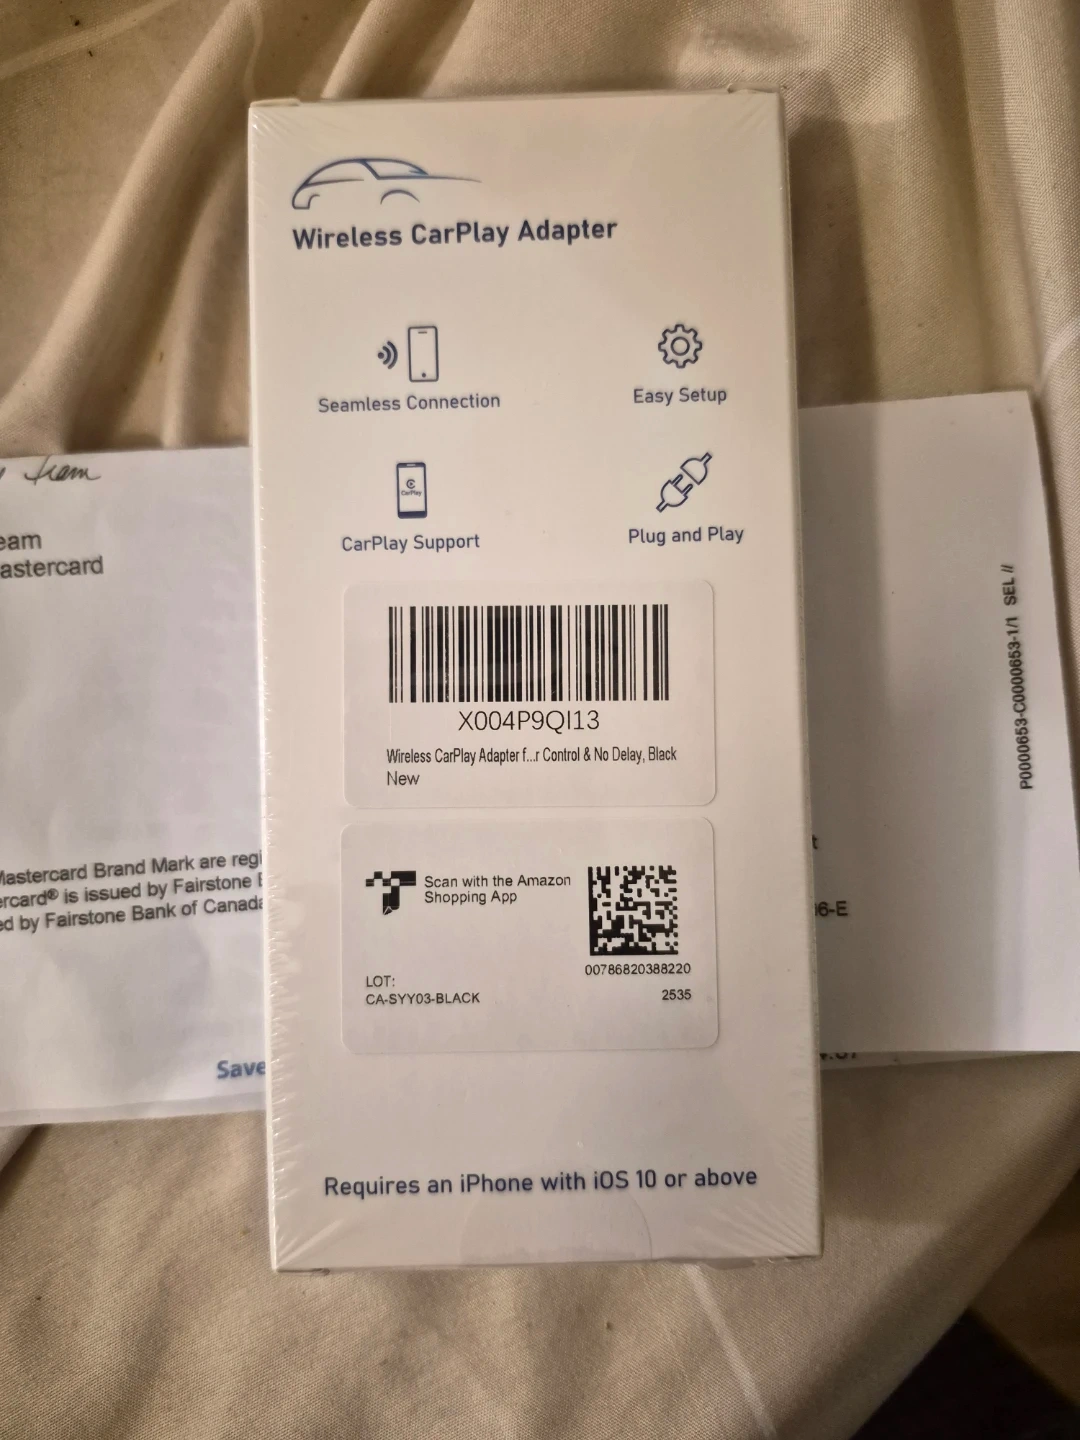 Wireless CarPlay Adapter
Seamless Connection
Easy Setup
CarPlay
CarPlay Support
Plug and Play
X004P9QI13
Wireless CarPlay Adapter f...r Control & No Delay, Black
New
Scan with the Amazon
Shopping App
00786820388220
LOT:
CA-SYY03-BLACK
2535
Requires an iPhone with iOS 10 or above
Team
eam
astercard
Mastercard Brand Mark are regi
ercard® is issued by Fairstone
ed by Fairstone Bank of Canada
Save
P0000653-C0000653-1/1 SEL //
t
6-E